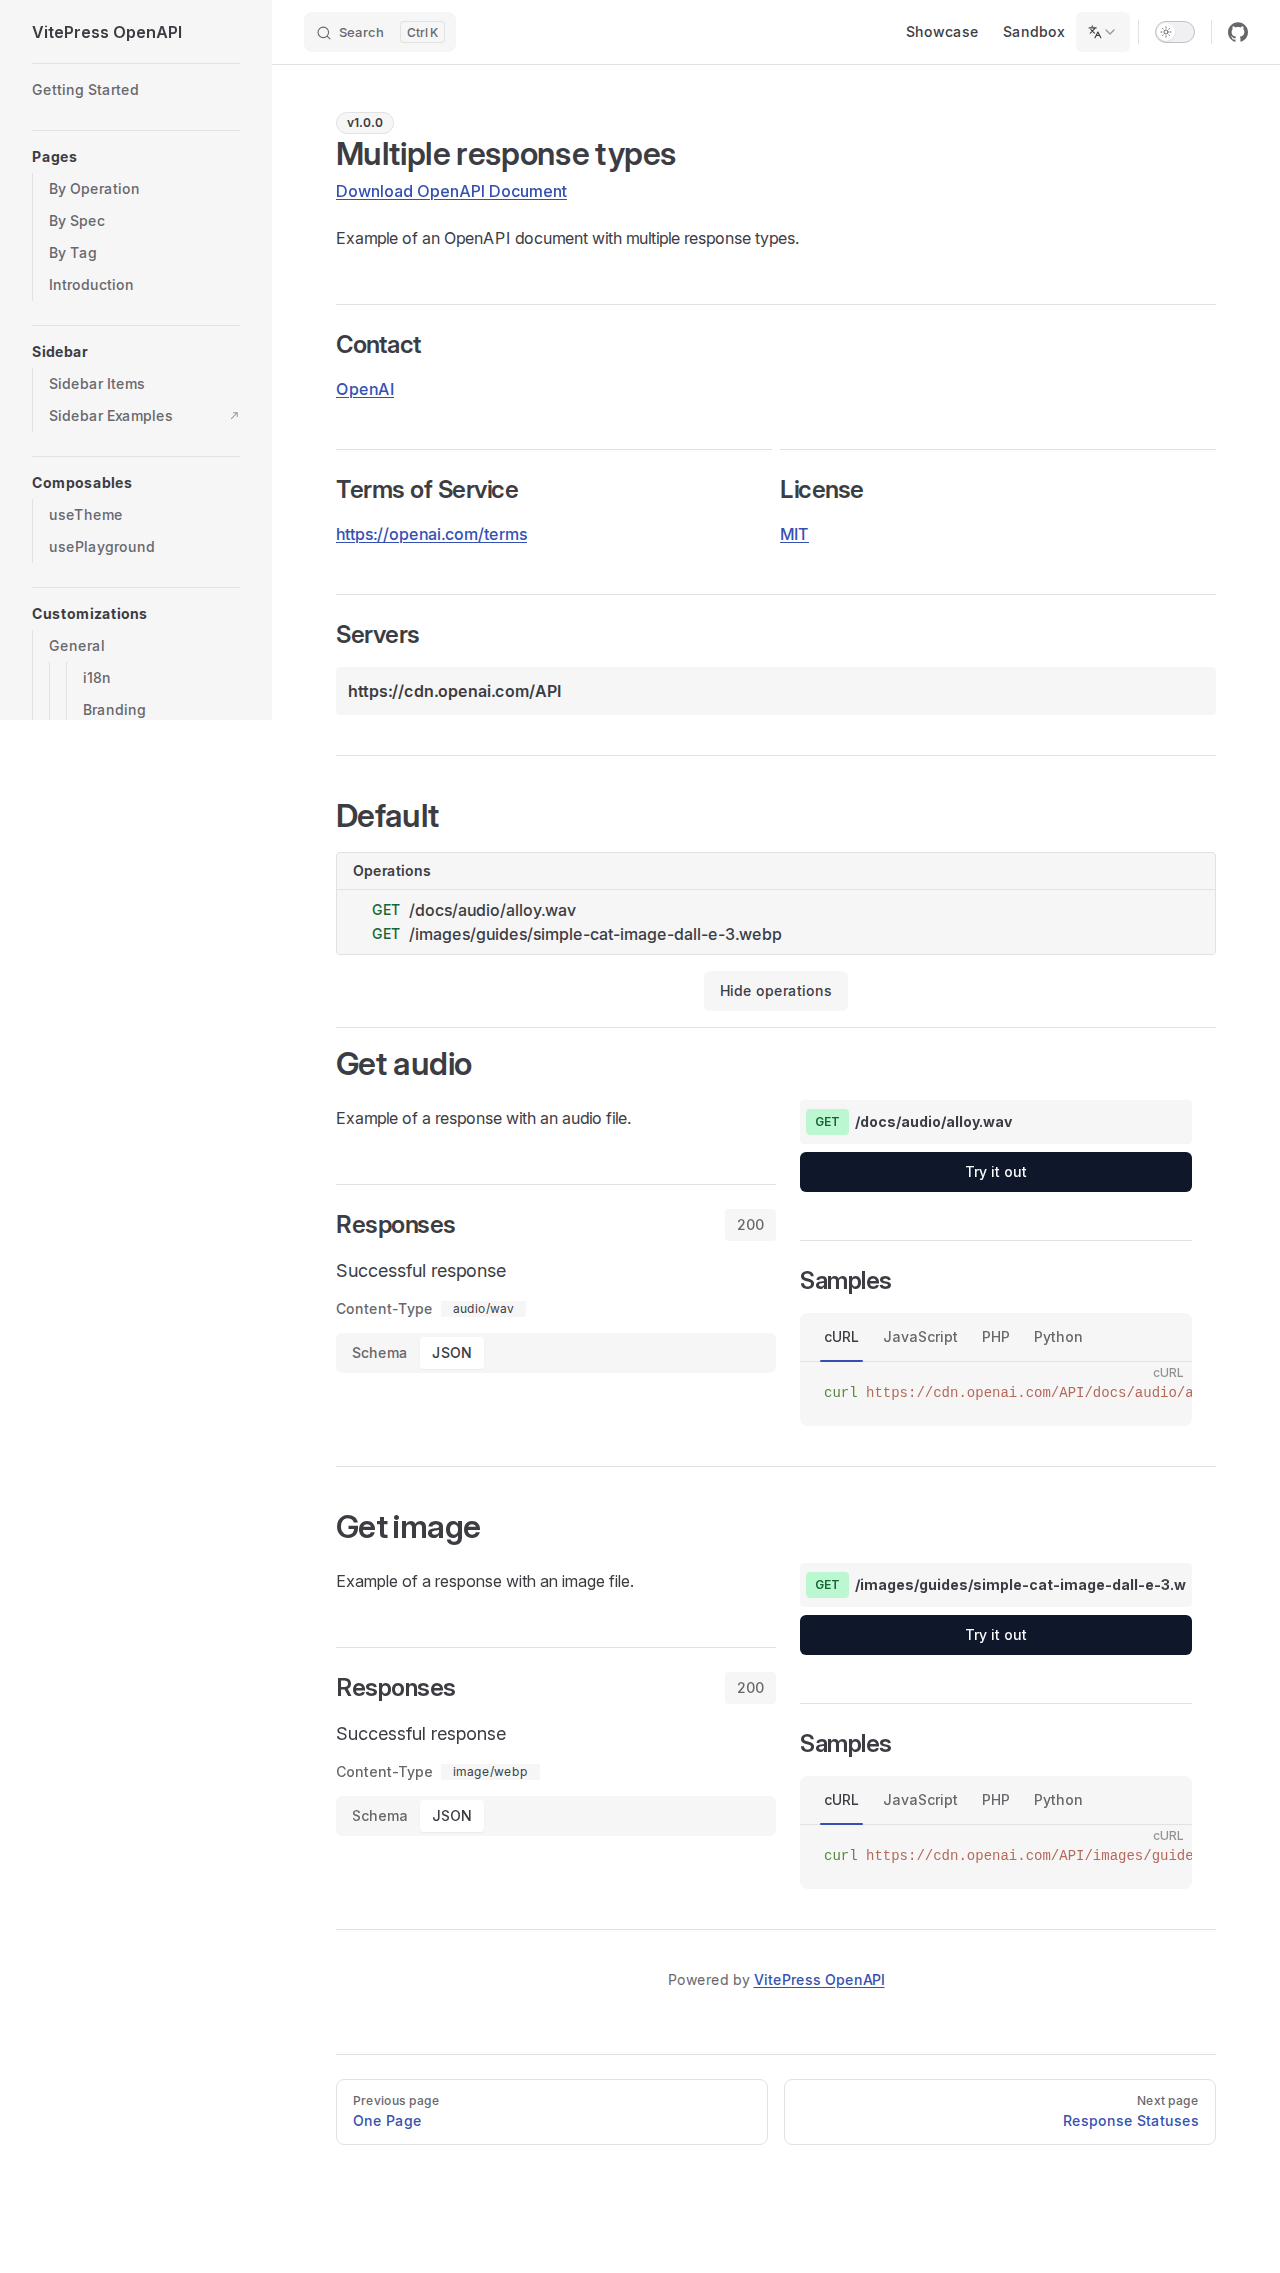 VitePress OpenAPI
Search
Ctrl K
Showcase
Sandbox
Getting Started
Pages
By Operation
By Spec
By Tag
Introduction
Sidebar
Sidebar Items
Sidebar Examples
Composables
useTheme
usePlayground
Customizations
General
i18n
Branding
v1.0.0
Multiple response types
Download OpenAPI Document
Example of an OpenAPI document with multiple response types.
Contact
OpenAI
Terms of Service
https://openai.com/terms
License
MIT
Servers
https://cdn.openai.com/API
Default
Operations
GET /docs/audio/alloy.wav
GET /images/guides/simple-cat-image-dall-e-3.webp
Hide operations
Get audio
Example of a response with an audio file.
Responses
200
Successful response
Content-Type audio/wav
Schema JSON
GET /docs/audio/alloy.wav
Try it out
Samples
cURL JavaScript PHP Python
cURL
curl https://cdn.openai.com/API/docs/audio/a
Get image
Example of a response with an image file.
Responses
200
Successful response
Content-Type image/webp
Schema JSON
GET /images/guides/simple-cat-image-dall-e-3.w
Try it out
Samples
cURL JavaScript PHP Python
cURL
curl https://cdn.openai.com/API/images/guide
Powered by VitePress OpenAPI
Previous page
One Page
Next page
Response Statuses